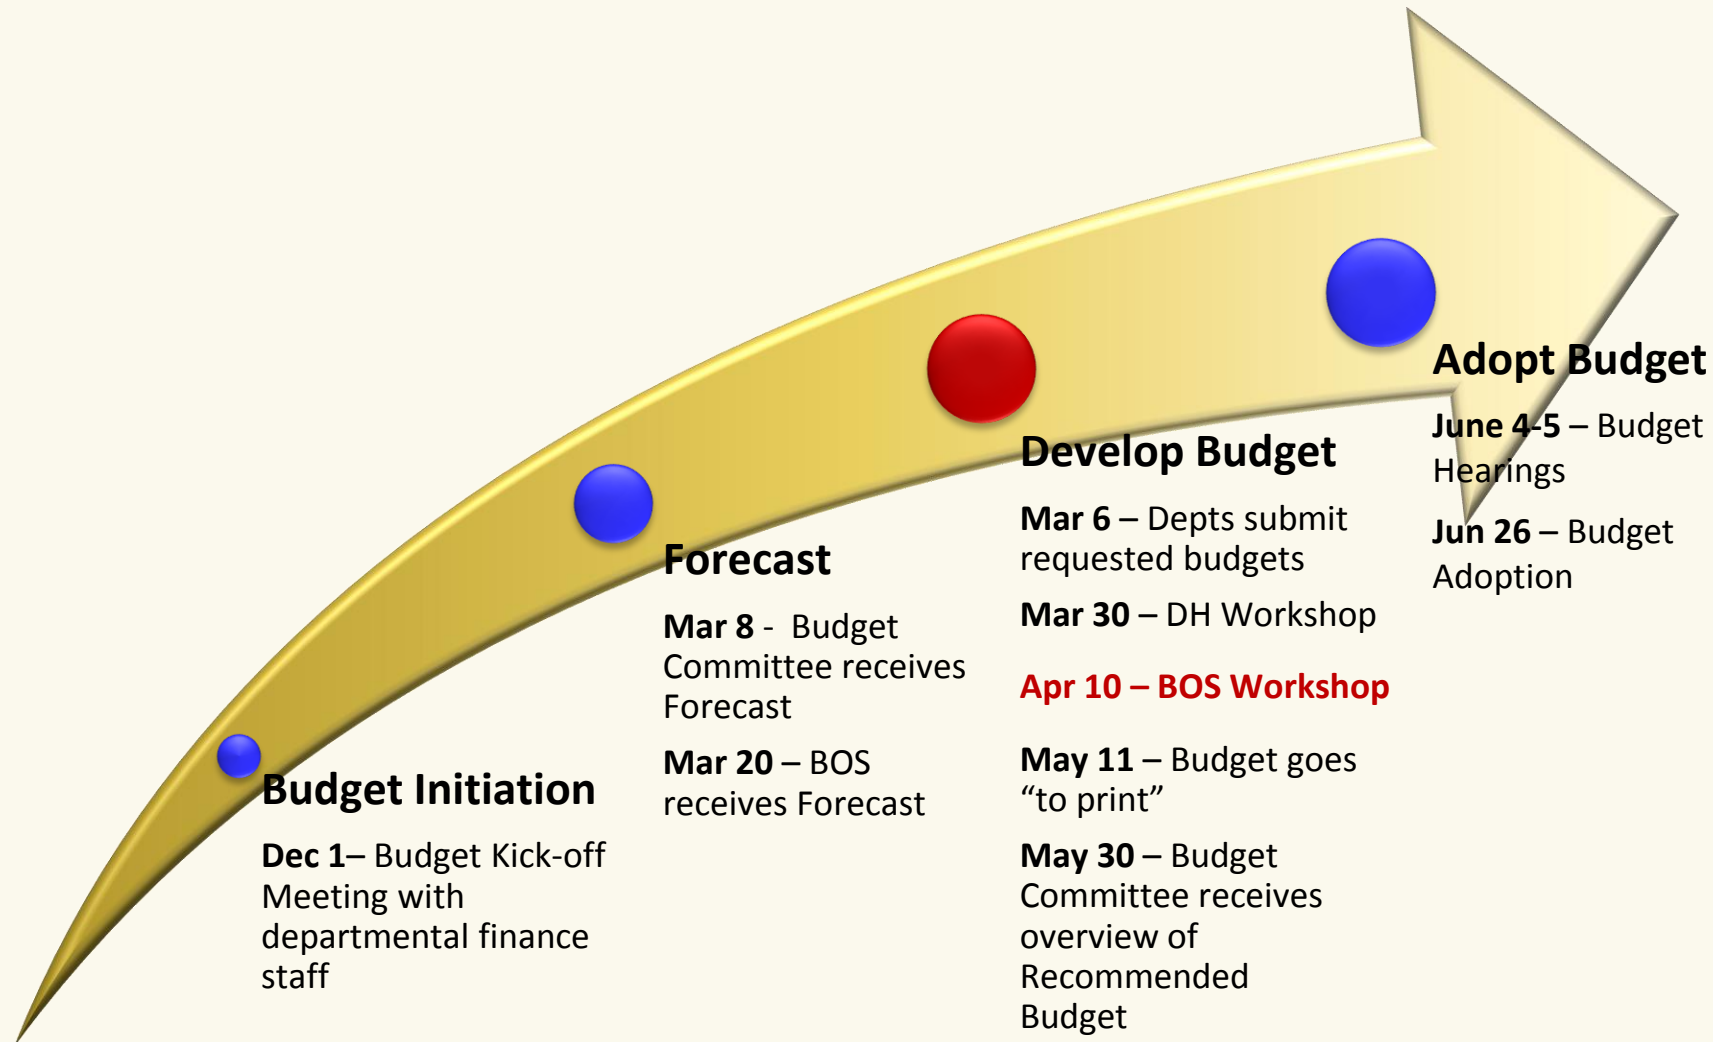 Budget Initiation
Dec 1– Budget Kick-off
Meeting with
departmental finance
staff
Forecast
Mar 8 - Budget
Committee receives
Forecast
Mar 20 – BOS
receives Forecast
Develop Budget
Mar 6 – Depts submit
requested budgets
Mar 30 – DH Workshop
Apr 10 – BOS Workshop
May 11 – Budget goes
“to print”
May 30 – Budget
Committee receives
overview of
Recommended
Budget
Adopt Budget
June 4-5 – Budget
Hearings
Jun 26 – Budget
Adoption